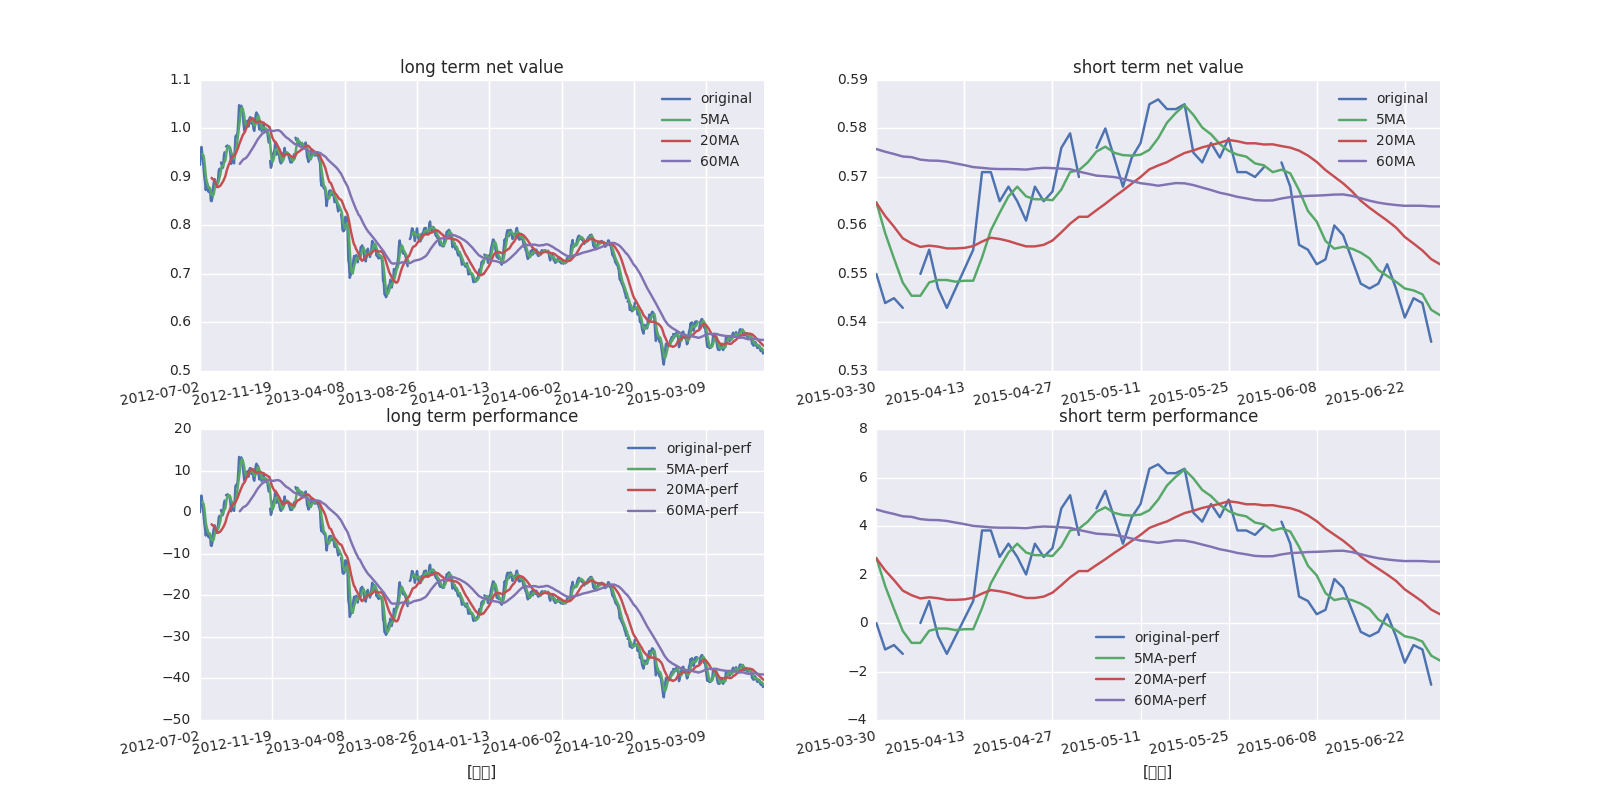 long term net value
1.1
1.0
0.9
0.8
0.7
0.6
0.5
original
5MA
20MA
60MA
2012-07-02
2012-11-19
2013-04-08
2013-08-26
2014-01-13
2014-06-02
2014-10-20
2015-03-09
short term net value
0.59
0.58
0.57
0.56
0.55
0.54
0.53
original
5MA
20MA
60MA
2015-03-30
2015-04-13
2015-04-27
2015-05-11
2015-05-25
2015-06-08
2015-06-22
long term performance
20
10
0
−10
−20
−30
−40
−50
original-perf
5MA-perf
20MA-perf
60MA-perf
2012-07-02
2012-11-19
2013-04-08
2013-08-26
2014-01-13
2014-06-02
2014-10-20
2015-03-09
short term performance
8
6
4
2
0
−2
−4
original-perf
5MA-perf
20MA-perf
60MA-perf
2015-03-30
2015-04-13
2015-04-27
2015-05-11
2015-05-25
2015-06-08
2015-06-22